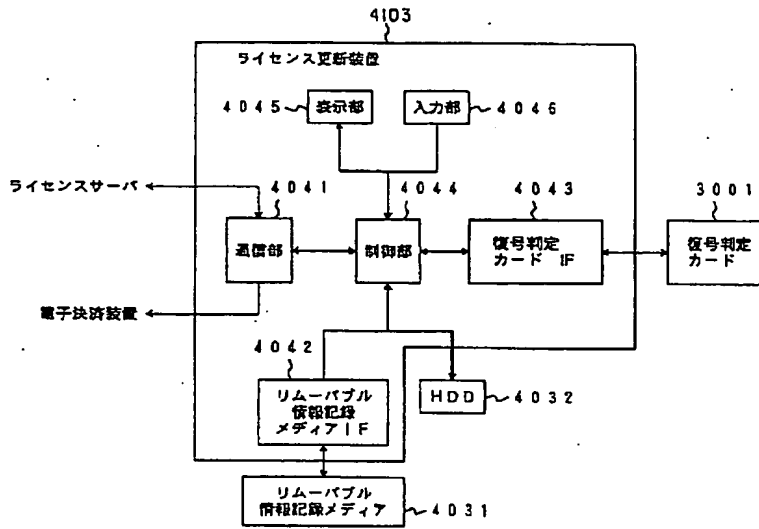 4103
ライセンス更新装置
4045
表示部
入力部
4046
ライセンスサーバ
4041
4044
4043
3001
通信部
制御部
復号判定
カード IF
復号判定
カード
電子決済装置
4042
リムーバブル
情報記録
メディアIF
HDD
4032
リムーバブル
情報記録メディア
4031